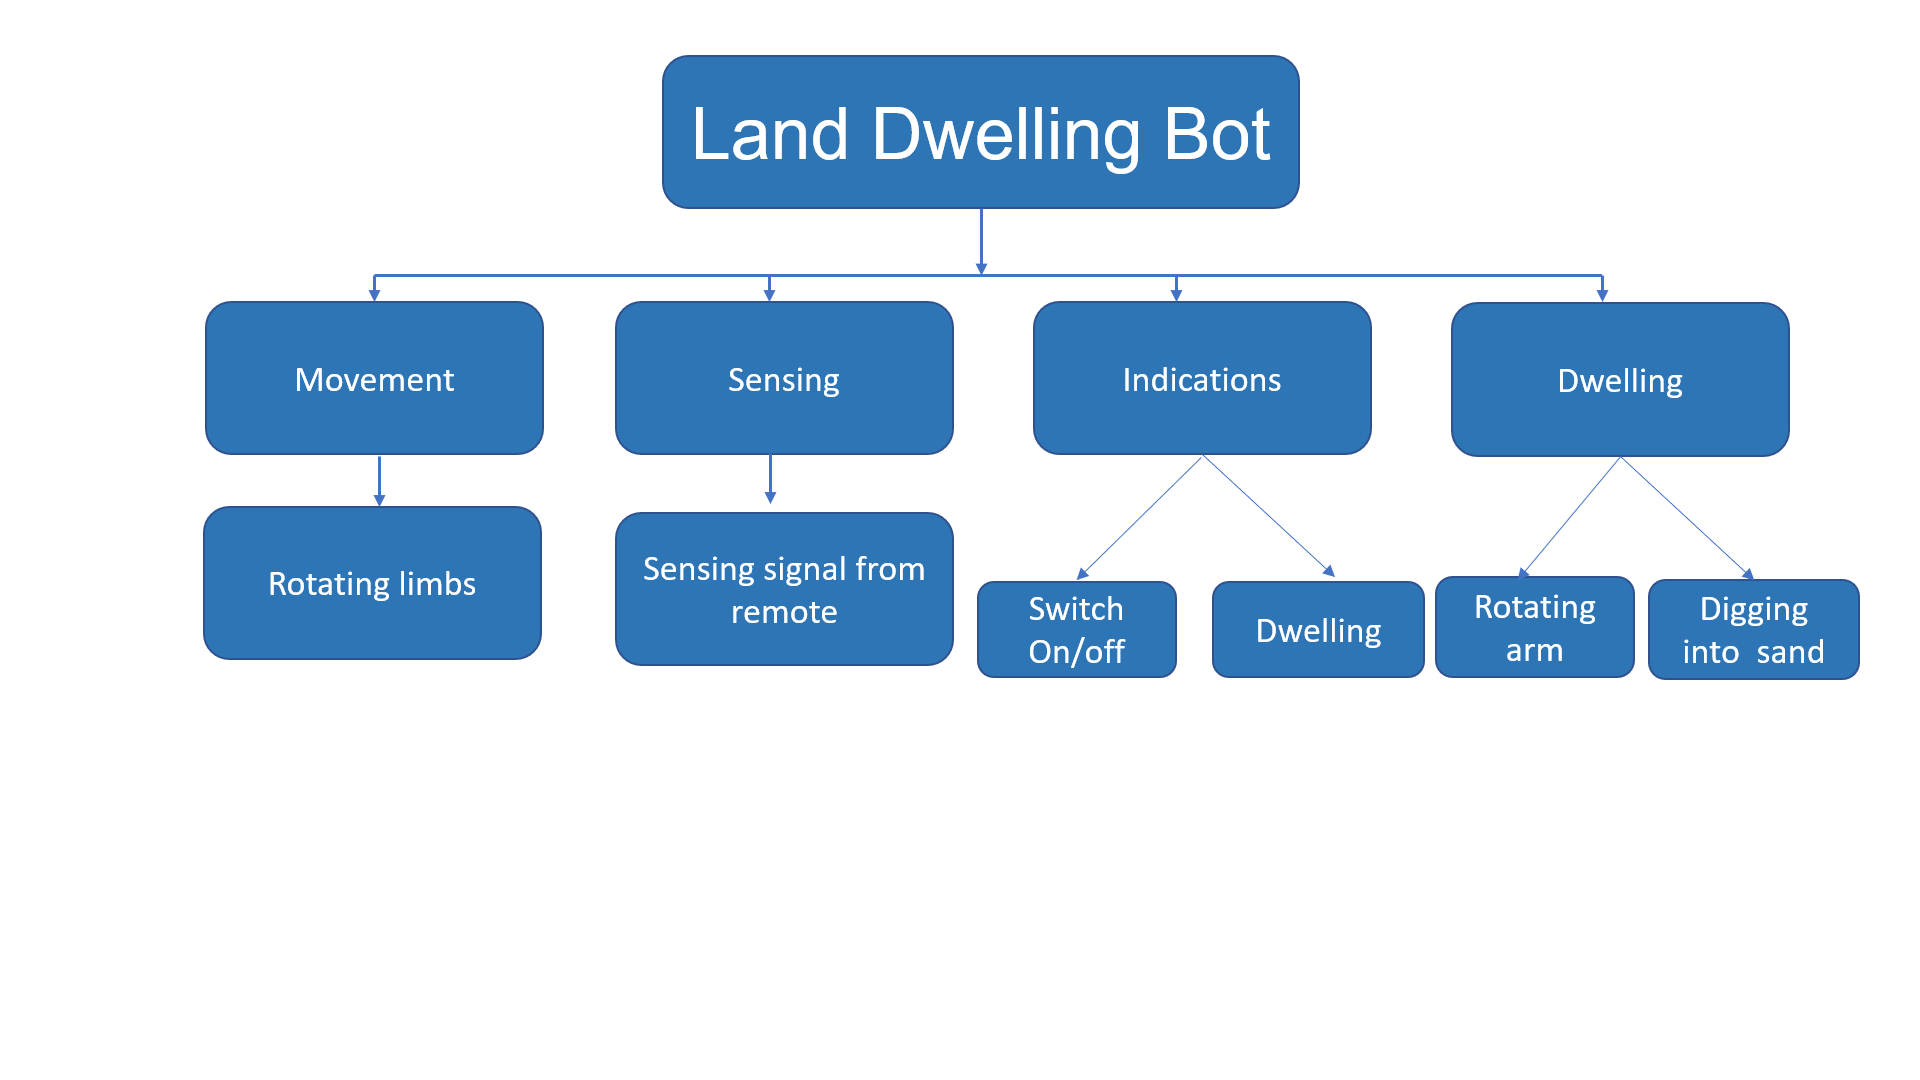 Land Dwelling Bot
Movement
Sensing
Indications
Dwelling
Rotating limbs
Sensing signal from
remote
Switch
On/off
Dwelling
Rotating
arm
Digging
into  sand